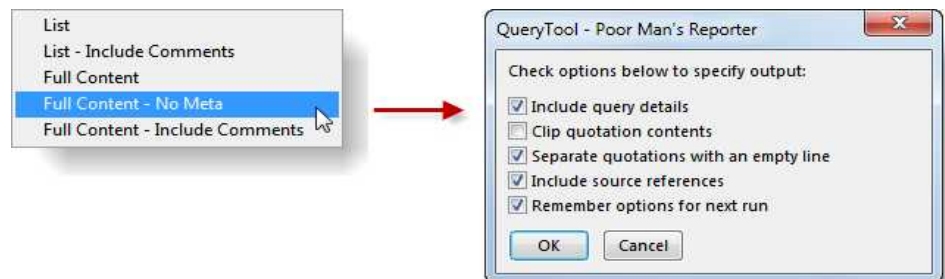 List
List - Include Comments
Full Content
Full Content - No Meta
Full Content - Include Comments
QueryTool - Poor Man's Reporter
Check options below to specify output:
Include query details
Clip quotation contents
Separate quotations with an empty line
Include source references
Remember options for next run
OK Cancel